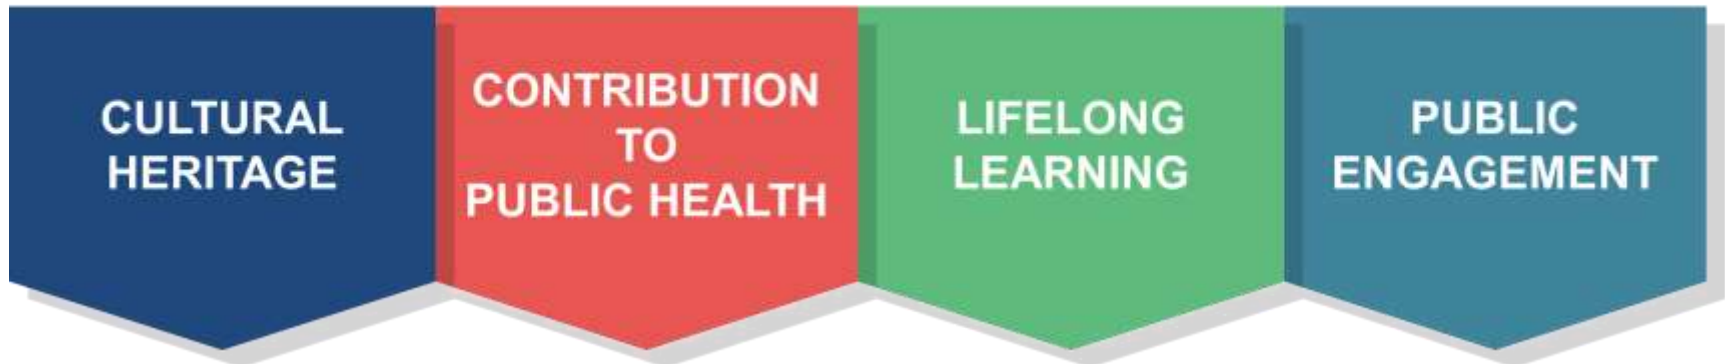 CULTURAL
HERITAGE
CONTRIBUTION
TO
PUBLIC HEALTH
LIFELONG
LEARNING
PUBLIC
ENGAGEMENT